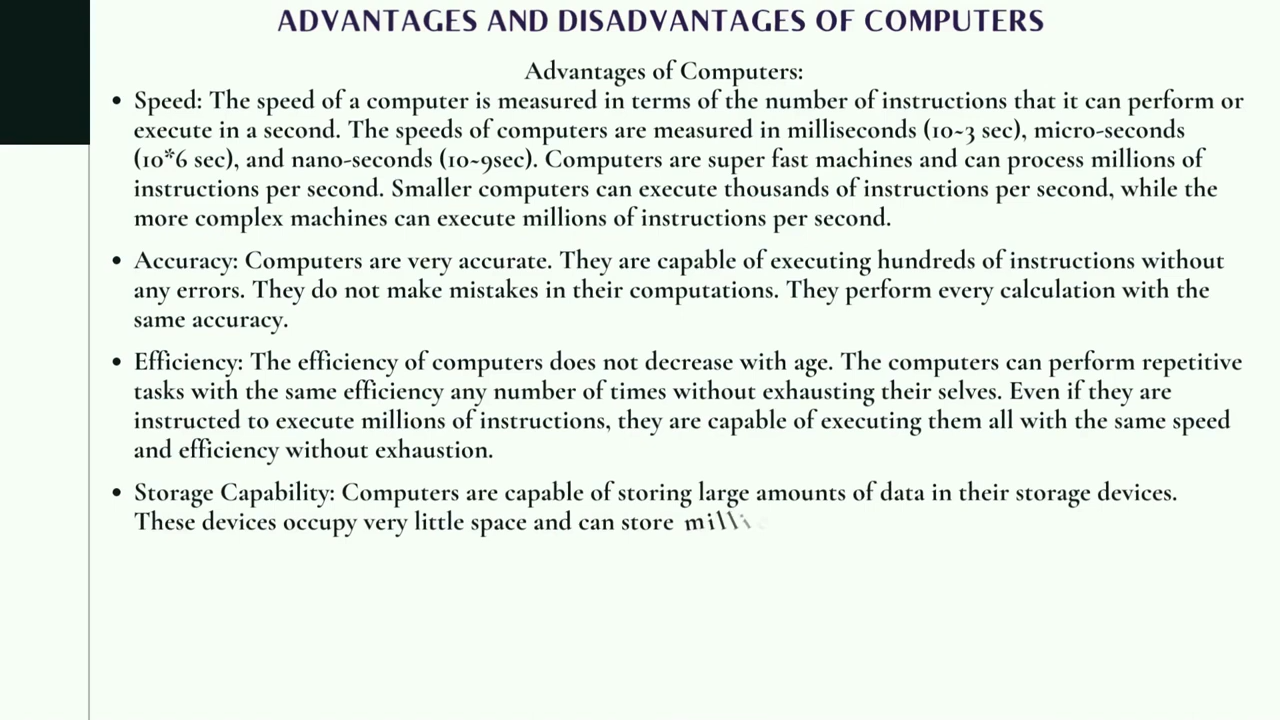 ADVANTAGES AND DISADVANTAGES OF COMPUTERS
Advantages of Computers:
• Speed: The speed of a computer is measured in terms of the number of instructions that it can perform or
execute in a second. The speeds of computers are measured in milliseconds (10~3 sec), micro-seconds
(10*6 sec), and nano-seconds (10~9sec). Computers are super fast machines and can process millions of
instructions per second. Smaller computers can execute thousands of instructions per second, while the
more complex machines can execute millions of instructions per second.
• Accuracy: Computers are very accurate. They are capable of executing hundreds of instructions without
any errors. They do not make mistakes in their computations. They perform every calculation with the
same accuracy.
• Efficiency: The efficiency of computers does not decrease with age. The computers can perform repetitive
tasks with the same efficiency any number of times without exhausting their selves. Even if they are
instructed to execute millions of instructions, they are capable of executing them all with the same speed
and efficiency without exhaustion.
• Storage Capability: Computers are capable of storing large amounts of data in their storage devices.
These devices occupy very little space and can store